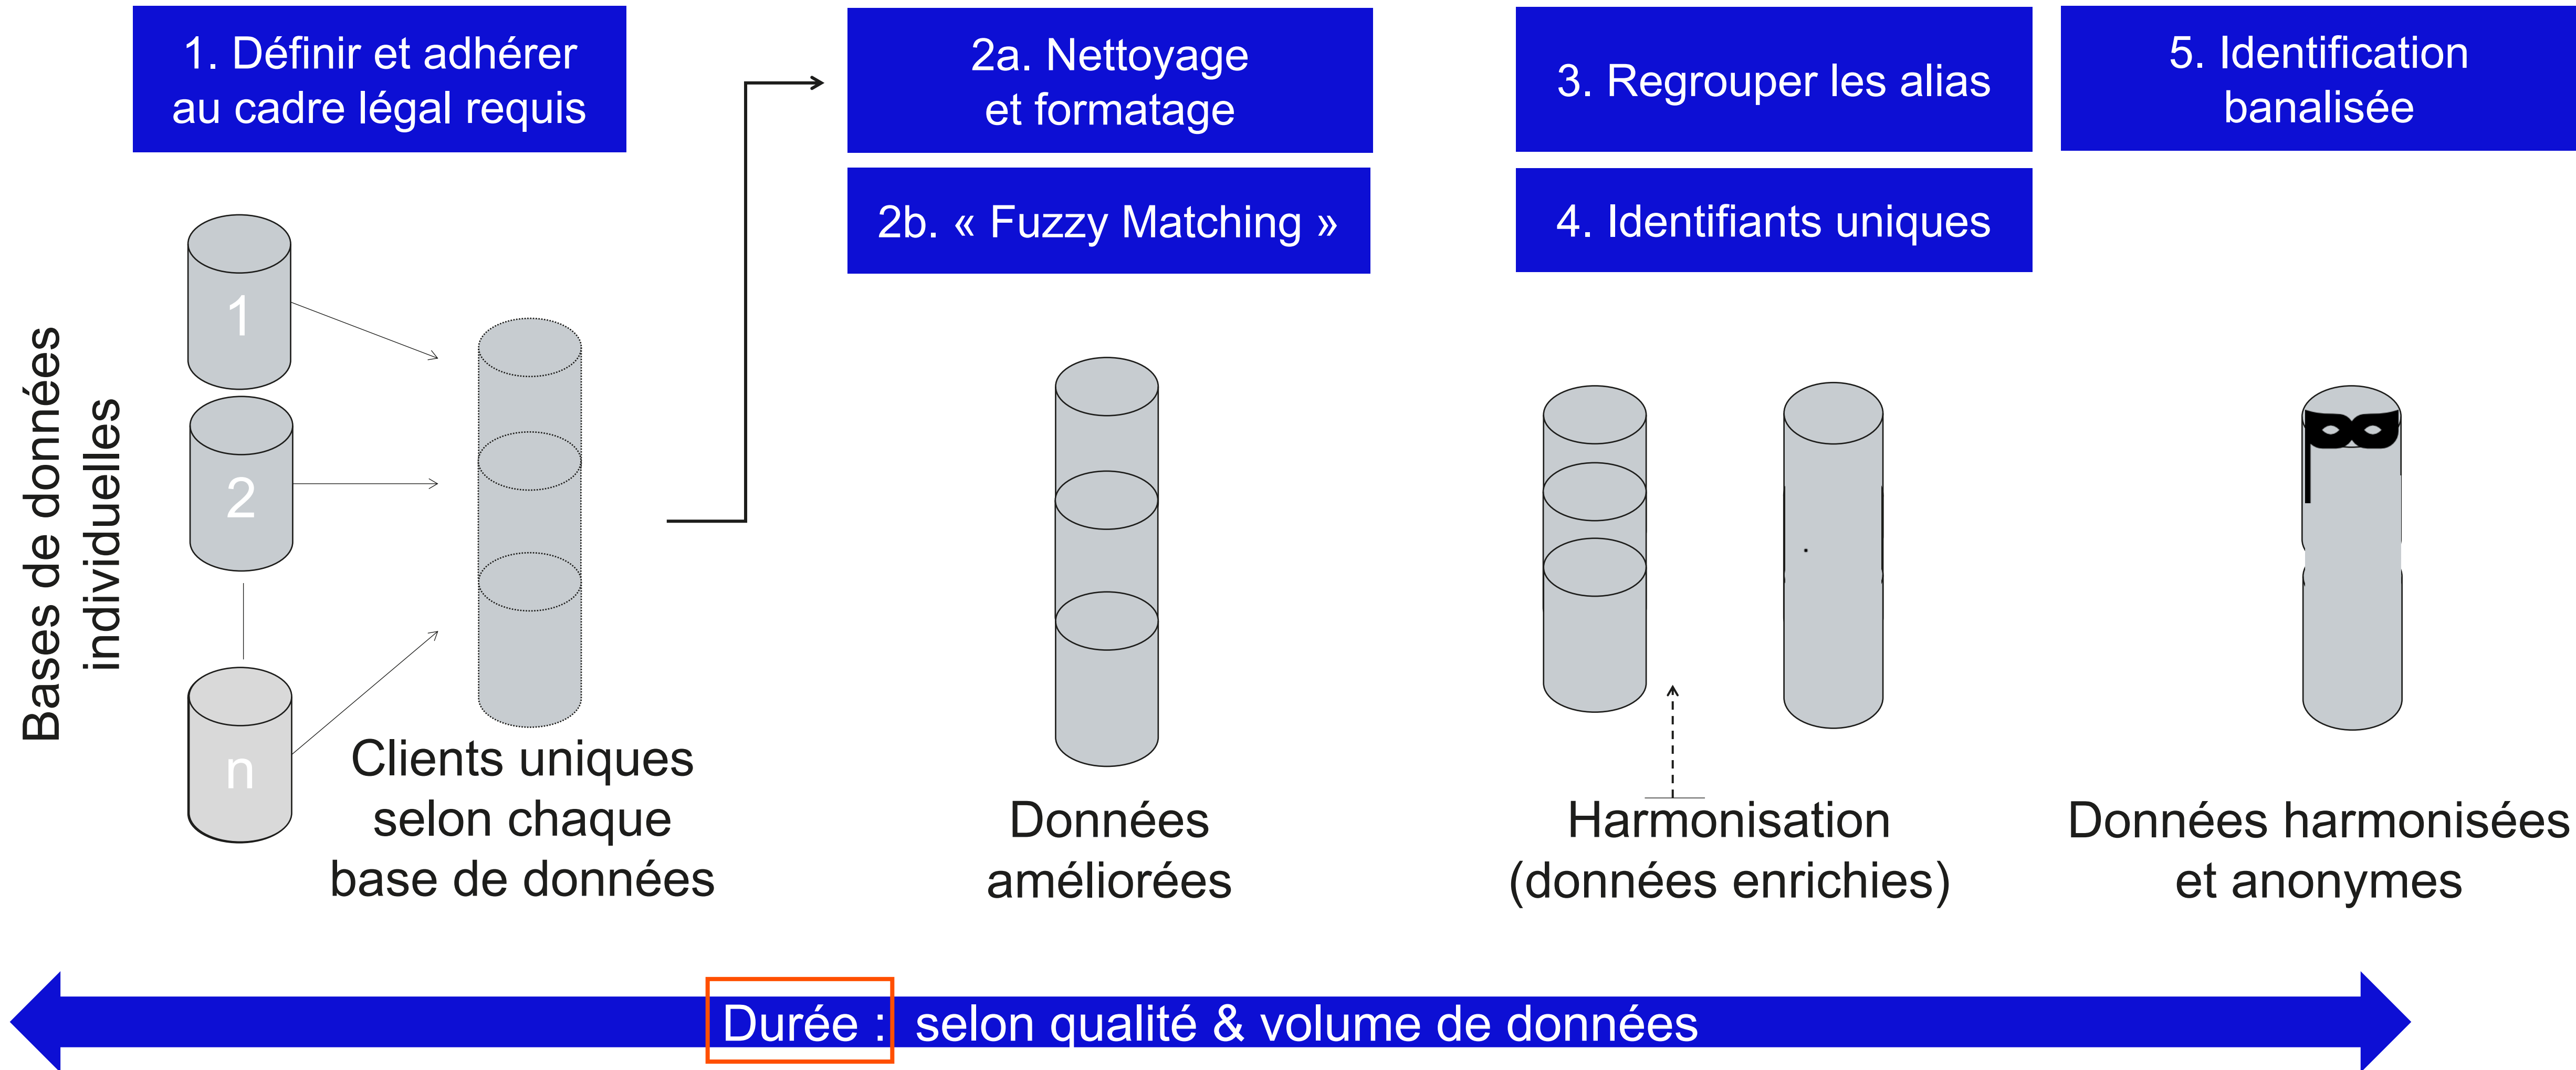 1. Définir et adhérer
au cadre légal requis
2a. Nettoyage
et formatage
2b. « Fuzzy Matching »
3. Regrouper les alias
4. Identifiants uniques
5. Identification
banalisée
Bases de données
individuelles
1
2
n
Clients uniques
selon chaque
base de données
Données
améliorées
Harmonisation
(données enrichies)
Données harmonisées
et anonymes
Durée : selon qualité & volume de données